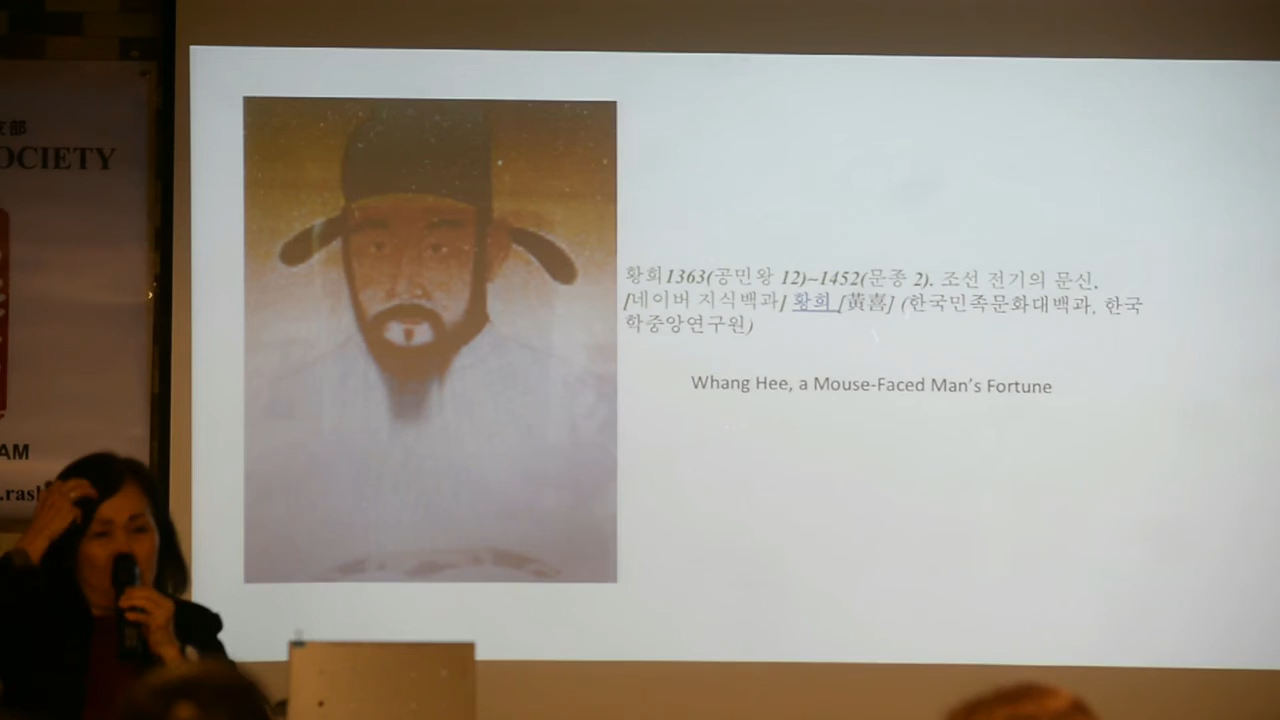 支部
OCIETY
AM
.ras
황희1363(공민왕 12)~1452(문종 2). 조선 전기의 문신.
[네이버 지식백과] 황희 [黃喜] (한국민족문화대백과, 한국
학중앙연구원)
Whang Hee, a Mouse-Faced Man's Fortune